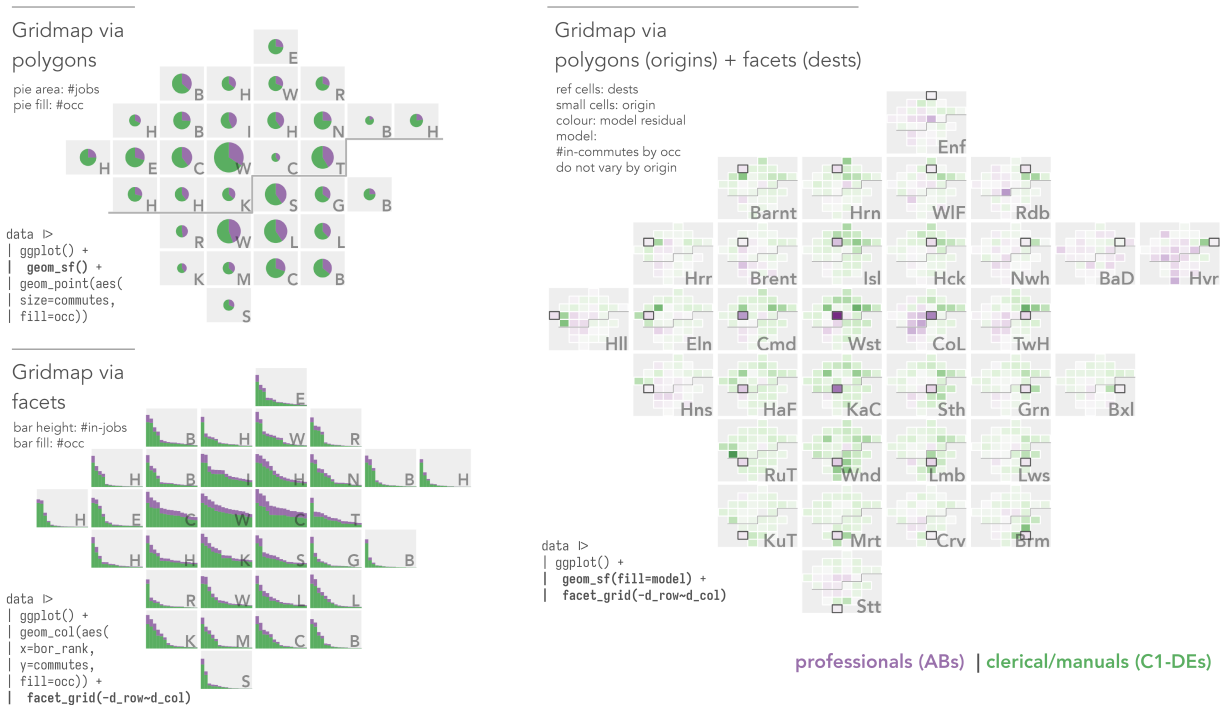 Gridmap via
polygons
pie area: #jobs
pie fill: #occ
E
B H W R
H B I H N B H
H E C W C T
H H K S G B
R W L L
K M C B
S
data |>
| ggplot() +
| geom_sf() +
| geom_point(aes(
| size=commutes,
| fill=occ))
Gridmap via
facets
bar height: #in-jobs
bar fill: #occ
E
B H W R
H B I H N B H
H E C W C T
H H K S G B
R W L L
K M C B
S
data |>
| ggplot() +
| geom_col(aes(
| x=bor_rank,
| y=commutes,
| fill=occ)) +
| facet_grid(-d_row~d_col)
Gridmap via
polygons (origins) + facets (dests)
ref cells: dests
small cells: origin
colour: model residual
model:
#in-commutes by occ
do not vary by origin
Enf
Barnt Hrn WlF Rdb
Hrr Brent Isl Hck Nwh BaD Hvr
Hll Eln Cmd Wst CoL TwH
Hns HaF KaC Sth Grn Bxl
RuT Wnd Lmb Lws
KuT Mrt Crv Brm
Stt
data |>
| ggplot() +
| geom_sf(fill=model) +
| facet_grid(-d_row~d_col)
professionals (ABs) | clerical/manuals (C1-DEs)